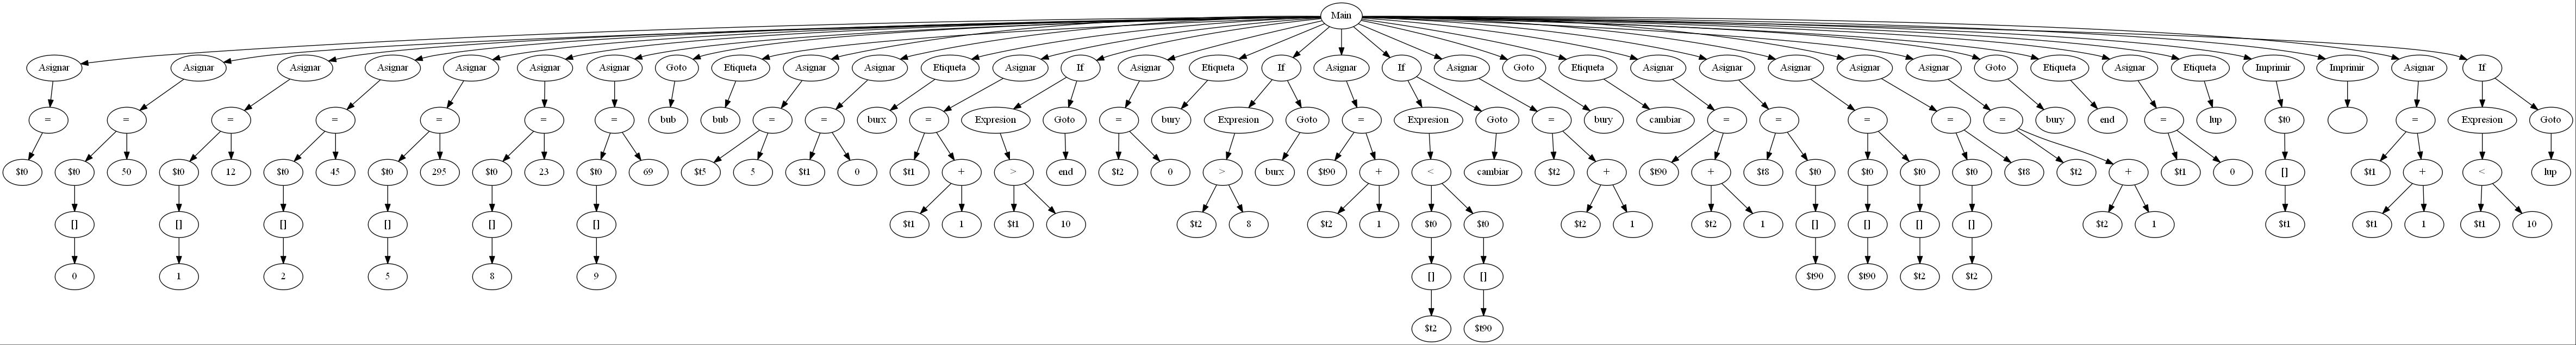 Main
Asignar Asignar Asignar Asignar Asignar Asignar Asignar Goto Etiqueta Asignar Asignar Etiqueta Asignar If Asignar Etiqueta If Asignar If Asignar Goto Etiqueta Asignar Asignar Asignar Asignar Asignar Goto Etiqueta Asignar Etiqueta Imprimir Imprimir Asignar If
= = = = = = = bub bub = = burx = Expresion Goto = bury Expresion Goto = Expresion Goto = bury cambiar = = = = = bury end = lup $t0 = Expresion Goto
$t0 $t0 50 $t0 12 $t0 45 $t0 295 $t0 23 $t0 69 $t5 5 $t1 0 $t1 + > end $t2 0 > burx $t90 + < cambiar $t2 + $t90 + $t8 $t0 $t0 $t0 $t0 $t8 $t2 + $t1 0 [] $t1 + < lup
[] [] [] [] [] [] $t1 1 $t1 10 $t2 8 $t2 1 $t0 $t0 $t2 1 $t2 1 [] [] [] [] $t2 1 $t1 $t1 1 $t1 10
0 1 2 5 8 9 [] [] $t90 $t90 $t2 $t2
$t2 $t90